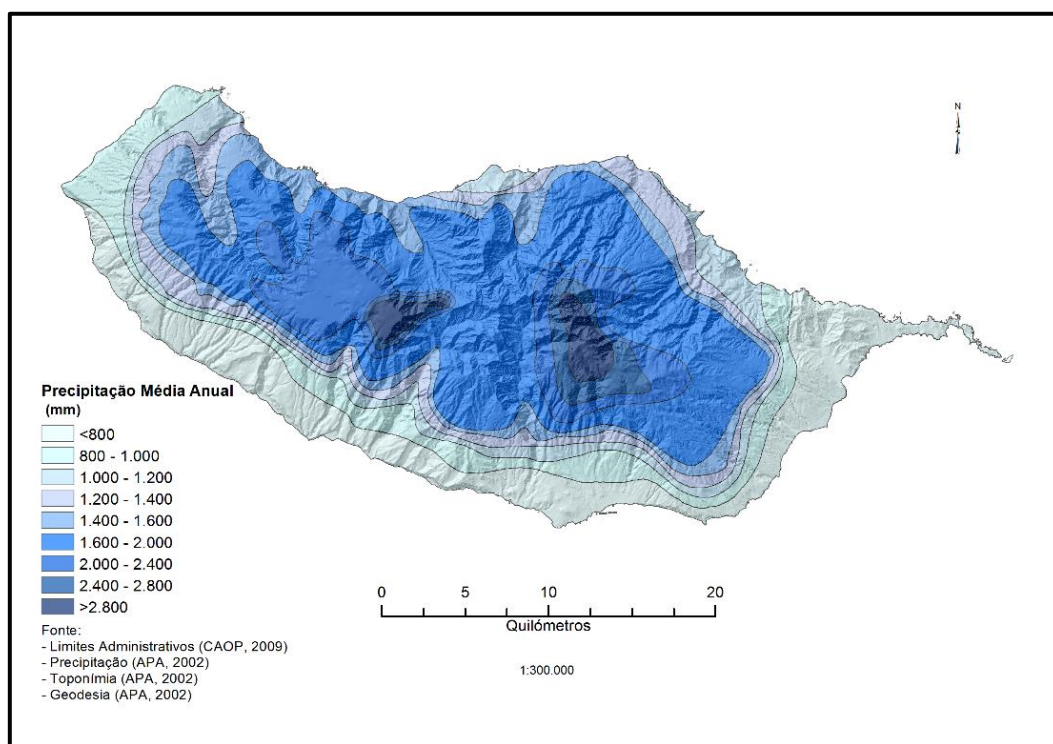 N
Precipitação Média Anual
(mm)
<800
800 - 1.000
1.000 - 1.200
1.200 - 1.400
1.400 - 1.600
1.600 - 2.000
2.000 - 2.400
2.400 - 2.800
>2.800
Fonte:
- Limites Administrativos (CAOP, 2009)
- Precipitação (APA, 2002)
- Toponímia (APA, 2002)
- Geodesia (APA, 2002)
0 5 10 20
Quilómetros
1:300.000